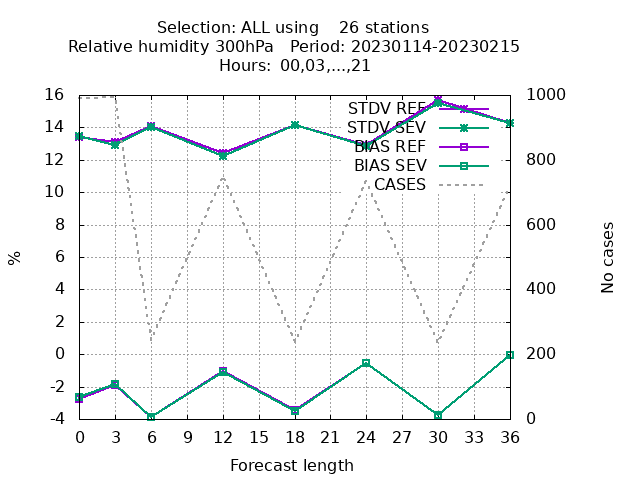 Selection: ALL using    26 stations
Relative humidity 300hPa   Period: 20230114-20230215
Hours:  00,03,...,21
16
14
12
10
8
6
4
2
0
-2
-4
%
1000
800
600
400
200
0
No cases
STDV REF
STDV SEV
BIAS REF
BIAS SEV
CASES
0 3 6 9 12 15 18 21 24 27 30 33 36
Forecast length